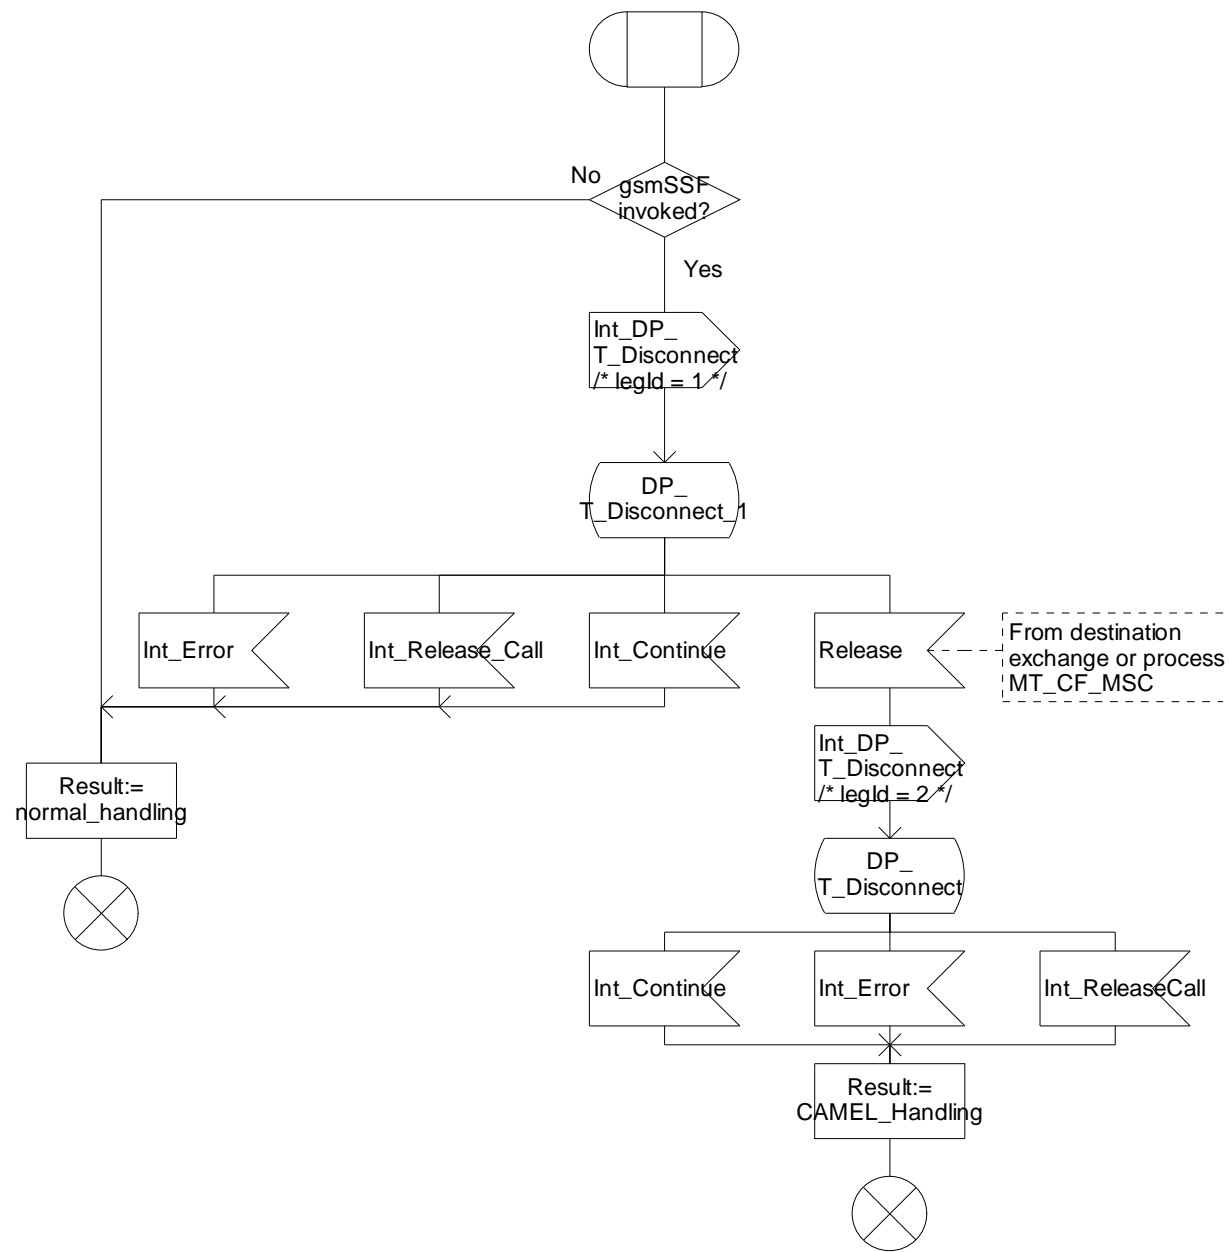 No
gsmSSF
invoked?
Yes
Int_DP_
T_Disconnect
/* legId = 1 */
DP_
T_Disconnect_1
Int_Error
Int_Release_Call
Int_Continue
Release
From destination
exchange or process
MT_CF_MSC
Int_DP_
T_Disconnect
/* legId = 2 */
Result:=
normal_handling
DP_
T_Disconnect
Int_Continue
Int_Error
Int_ReleaseCall
Result:=
CAMEL_Handling